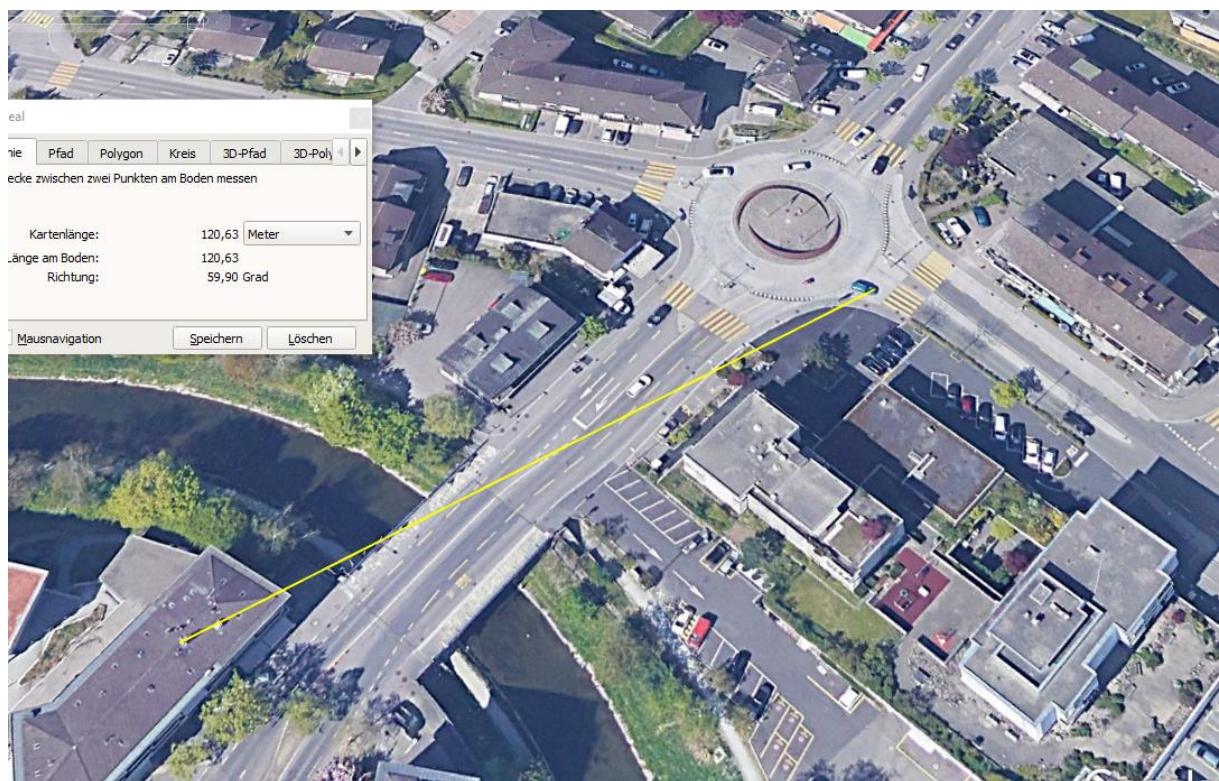 eal
nie Pfad Polygon Kreis 3D-Pfad 3D-Poly
ecke zwischen zwei Punkten am Boden messen
Kartenlänge: 120,63 Meter
Länge am Boden: 120,63
Richtung: 59,90 Grad
Mausnavigation Speichern Löschen